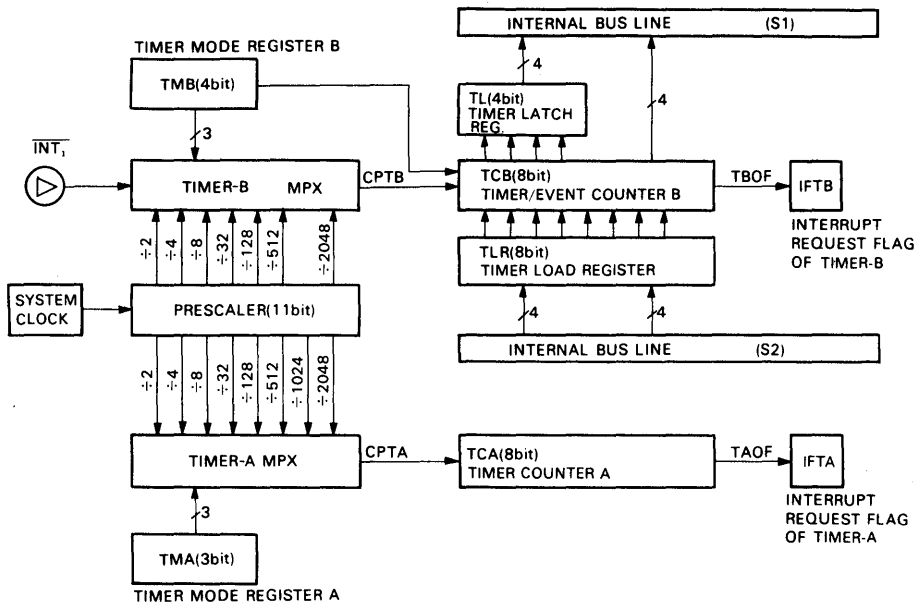 INTERNAL BUS LINE (S1)
TIMER MODE REGISTER B
TMB(4bit)
4
TL(4bit)
TIMER LATCH
REG.
4
3
INT₁
TIMER-B MPX
CPTB
TCB(8bit)
TIMER/EVENT COUNTER B
TBOF
IFTB
INTERRUPT
REQUEST FLAG
OF TIMER-B
÷2
÷4
÷8
÷32
÷128
÷512
÷2048
TLR(8bit)
TIMER LOAD REGISTER
SYSTEM
CLOCK
PRESCALER(11bit)
4
4
INTERNAL BUS LINE (S2)
÷2
÷4
÷8
÷32
÷128
÷512
÷1024
÷2048
TIMER-A MPX
CPTA
TCA(8bit)
TIMER COUNTER A
TAOF
IFTA
INTERRUPT
REQUEST FLAG
OF TIMER-A
3
TMA(3bit)
TIMER MODE REGISTER A